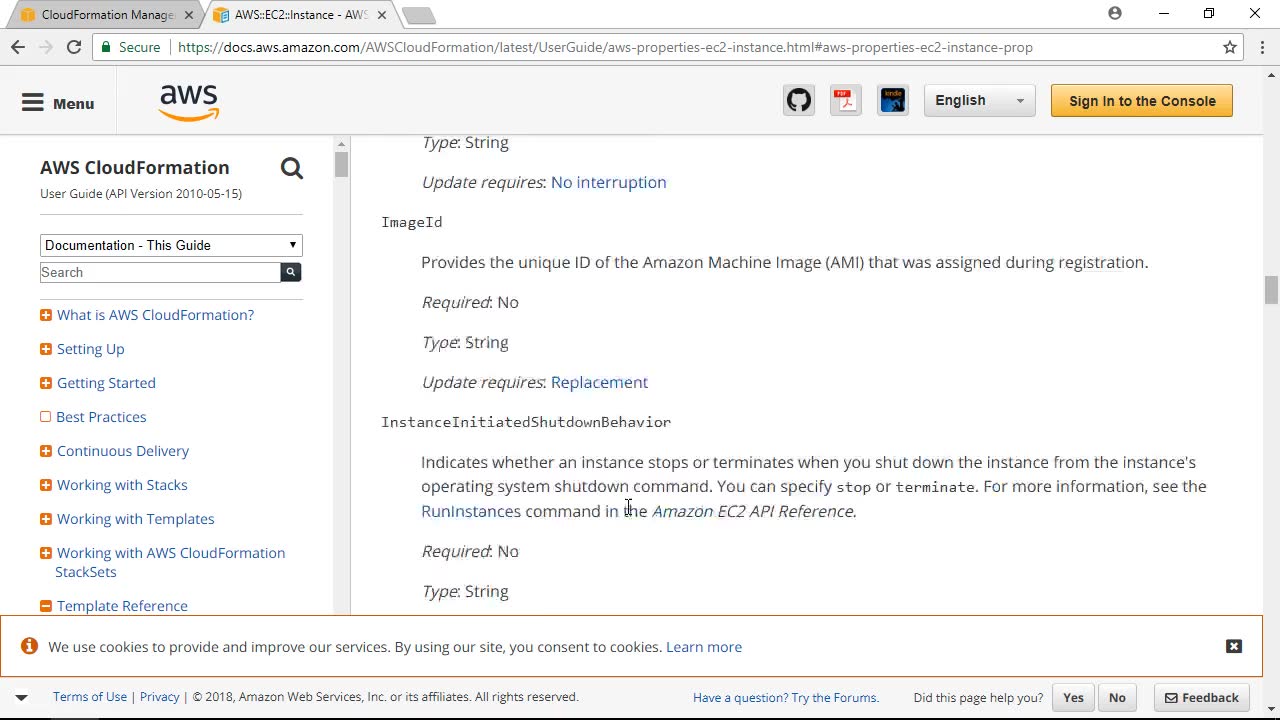 CloudFormation Manage
AWS::EC2::Instance - AWS
Secure
https://docs.aws.amazon.com/AWSCloudFormation/latest/UserGuide/aws-properties-ec2-instance.html#aws-properties-ec2-instance-prop
Menu
aws
PDF
kindle
English
Sign In to the Console
AWS CloudFormation
User Guide (API Version 2010-05-15)
Documentation - This Guide
Search
What is AWS CloudFormation?
Setting Up
Getting Started
Best Practices
Continuous Delivery
Working with Stacks
Working with Templates
Working with AWS CloudFormation
StackSets
Template Reference
Type: String
Update requires: No interruption
ImageId
Provides the unique ID of the Amazon Machine Image (AMI) that was assigned during registration.
Required: No
Type: String
Update requires: Replacement
InstanceInitiatedShutdownBehavior
Indicates whether an instance stops or terminates when you shut down the instance from the instance's
operating system shutdown command. You can specify stop or terminate. For more information, see the
RunInstances command in the Amazon EC2 API Reference.
Required: No
Type: String
We use cookies to provide and improve our services. By using our site, you consent to cookies. Learn more
Terms of Use | Privacy | © 2018, Amazon Web Services, Inc. or its affiliates. All rights reserved.
Have a question? Try the Forums.
Did this page help you?
Yes
No
Feedback